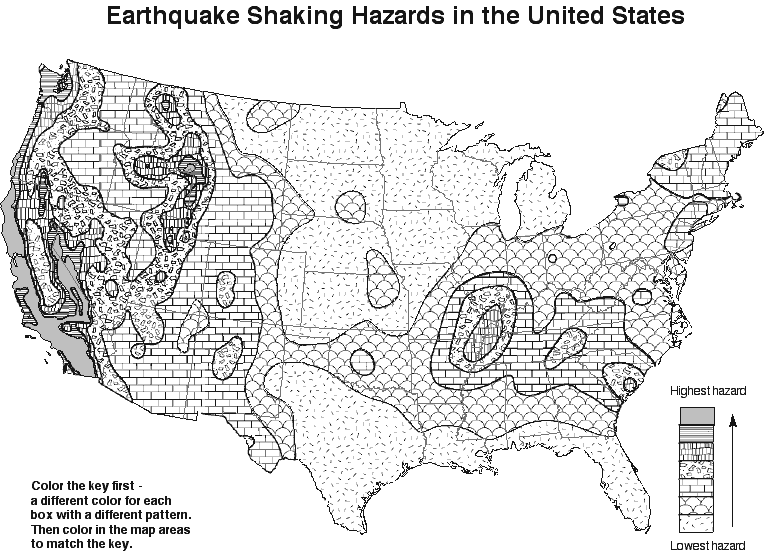 Earthquake Shaking Hazards in the United States
Highest hazard
Color the key first -
a different color for each
box with a different pattern.
Then color in the map areas
to match the key.
Lowest hazard